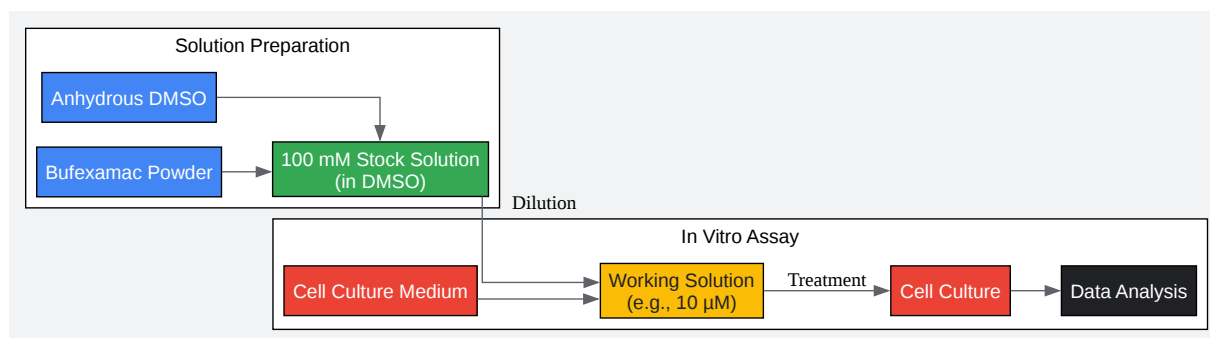 Solution Preparation
Anhydrous DMSO
Bufexamac Powder
100 mM Stock Solution
(in DMSO)
Dilution
In Vitro Assay
Cell Culture Medium
Working Solution
(e.g., 10 µM)
Treatment
Cell Culture
Data Analysis